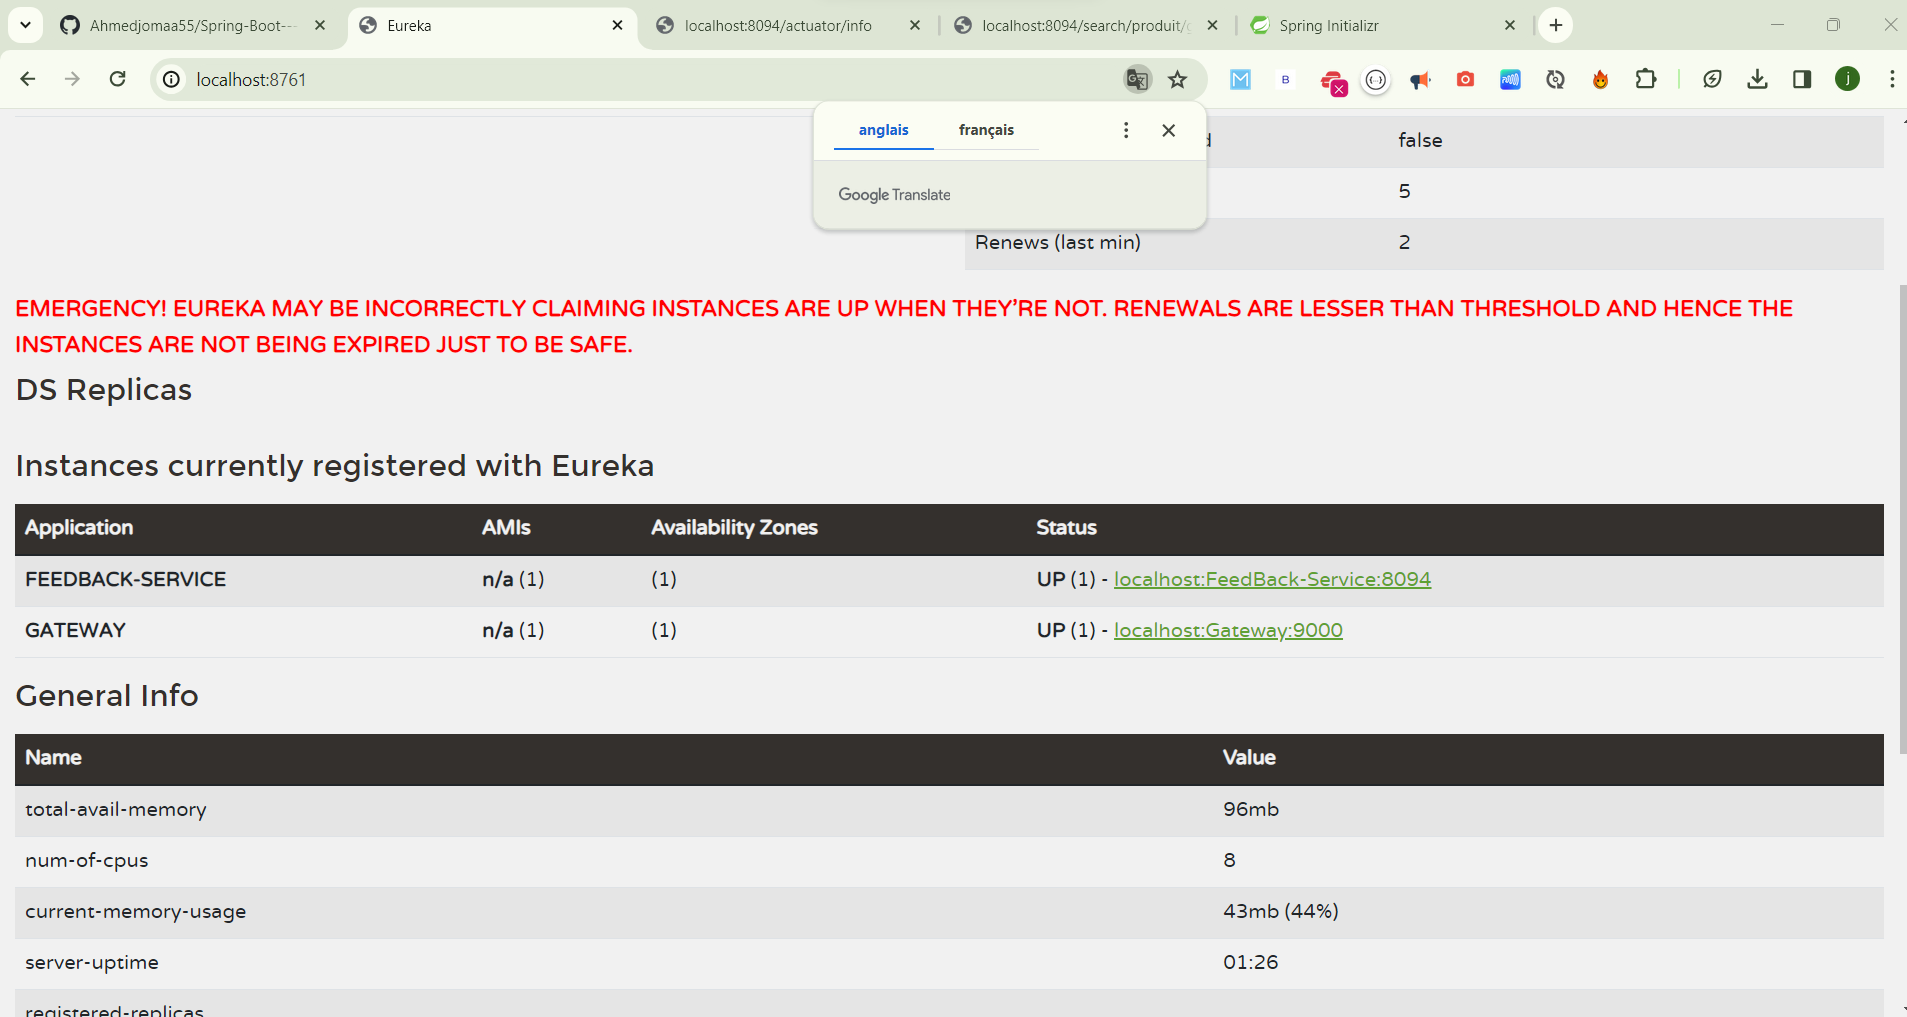 Ahmedjomaa55/Spring-Boot---
Eureka
localhost:8094/actuator/info
localhost:8094/search/produit/
Spring Initializr
localhost:8761
anglais français
Google Translate
false
5
Renews (last min) 2
EMERGENCY! EUREKA MAY BE INCORRECTLY CLAIMING INSTANCES ARE UP WHEN THEY'RE NOT. RENEWALS ARE LESSER THAN THRESHOLD AND HENCE THE
INSTANCES ARE NOT BEING EXPIRED JUST TO BE SAFE.
DS Replicas
Instances currently registered with Eureka
Application AMIs Availability Zones Status
FEEDBACK-SERVICE n/a (1) (1) UP (1) - localhost:FeedBack-Service:8094
GATEWAY n/a (1) (1) UP (1) - localhost:Gateway:9000
General Info
Name Value
total-avail-memory 96mb
num-of-cpus 8
current-memory-usage 43mb (44%)
server-uptime 01:26
registered-replicas